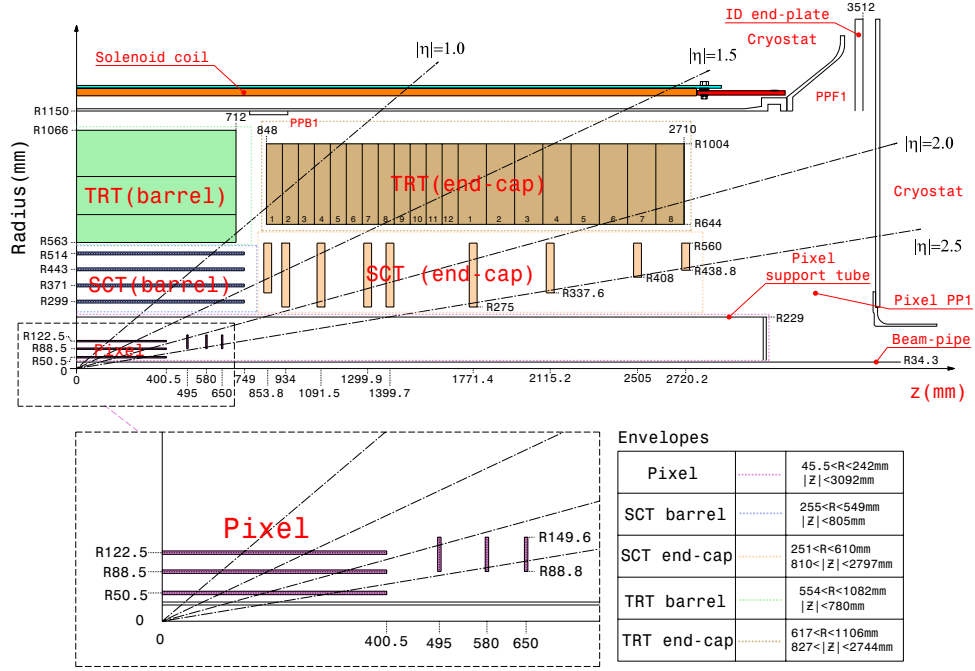 3512
ID end-plate
Cryostat
|η|=1.0
|η|=1.5
Solenoid coil
PPF1
PPB1
R1150
R1066
712
848
2710
R1004
|η|=2.0
TRT(barrel)
TRT(end-cap)
Cryostat
1 2 3 4 5 6 7 8 9 10 11 12 1 2 3 4 5 6 7 8
R644
R563
R514
R443
R371
R299
SCT(barrel)
SCT (end-cap)
R560
R438.8
R408
R337.6
R275
|η|=2.5
Pixel
support tube
Pixel PP1
R229
Beam-pipe
R34.3
R122.5
R88.5
R50.5
0
Pixel
Radius(mm)
0
400.5 580 749 934 1299.9 1771.4 2115.2 2505 2720.2
495 650 853.8 1091.5 1399.7
z(mm)
Pixel
R122.5
R88.5
R50.5
0
R149.6
R88.8
0
400.5 495 580 650
Envelopes
Pixel
45.5<R<242mm
|Z|<3092mm
SCT barrel
255<R<549mm
|Z|<805mm
SCT end-cap
251<R<610mm
810<|Z|<2797mm
TRT barrel
554<R<1082mm
|Z|<780mm
TRT end-cap
617<R<1106mm
827<|Z|<2744mm